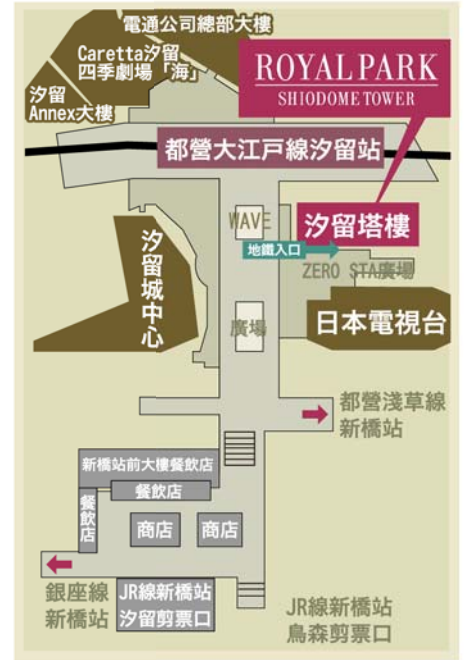 電通公司總部大樓
Caretta汐留
四季劇場「海」
汐留
Annex大樓
ROYAL PARK
SHIODOME TOWER
都營大江戸線汐留站
WAVE
汐留塔樓
地鐵入口
ZERO STA廣場
汐留城中心
廣場
日本電視台
都營淺草線
新橋站
新橋站前大樓餐飲店
餐飲店
餐飲店
商店
商店
銀座線
新橋站
JR線新橋站
汐留剪票口
JR線新橋站
烏森剪票口